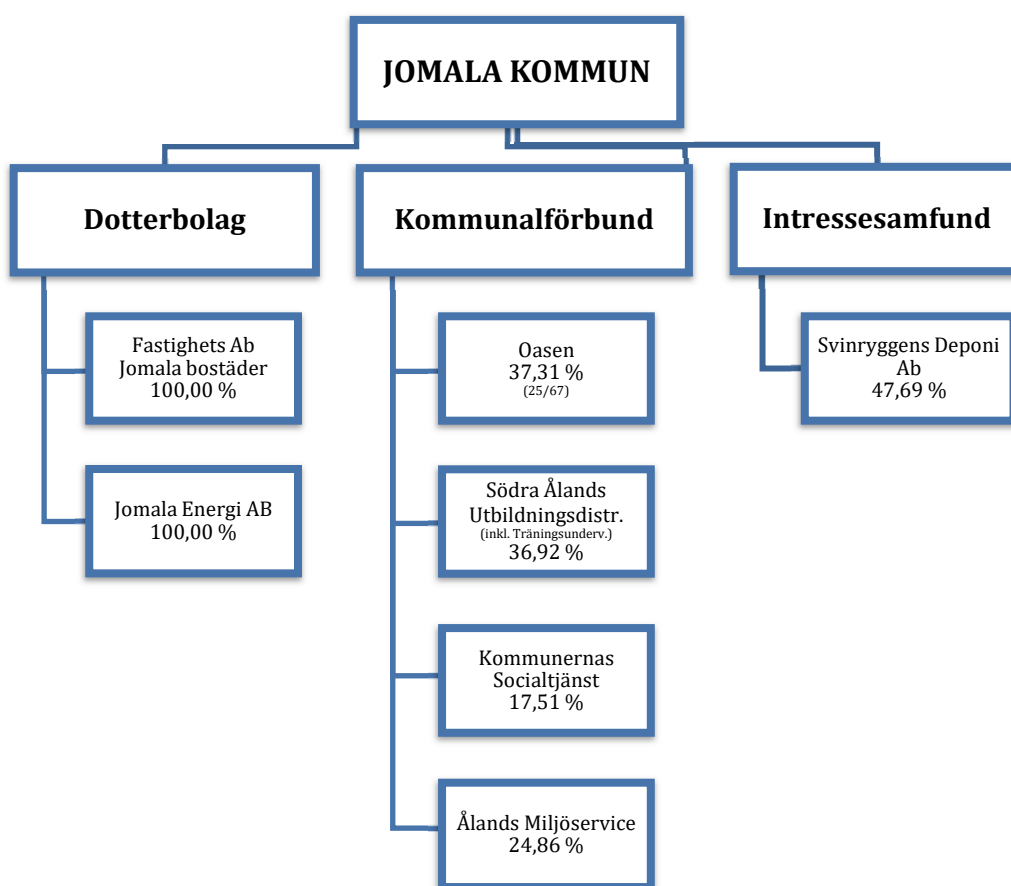 JOMALA KOMMUN
Dotterbolag
Fastighets Ab
Jomala bostäder
100,00 %
Jomala Energi AB
100,00 %
Kommunalförbund
Oasen
37,31 %
(25/67)
Södra Ålands
Utbildningsdistr.
(inkl. Träningsunderv.)
36,92 %
Kommunernas
Socialtjänst
17,51 %
Ålands Miljöservice
24,86 %
Intressesamfund
Svinryggens Deponi
Ab
47,69 %